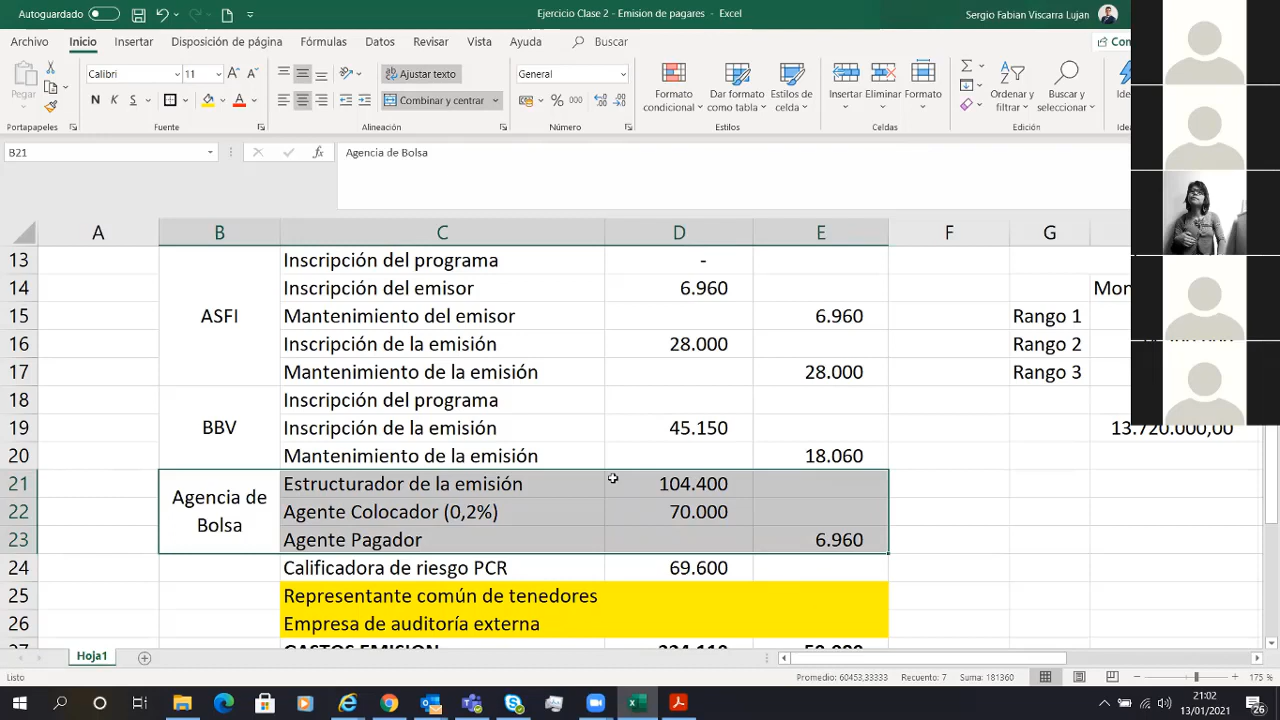 Autoguardado
Ejercicio Clase 2 - Emision de pagares - Excel
Sergio Fabian Viscarra Lujan
Archivo Inicio Insertar Disposición de página Fórmulas Datos Revisar Vista Ayuda Buscar
Pegar
Calibri 11
N K S
Ajustar texto
Combinar y centrar
General
% 000
Formato condicional
Dar formato como tabla
Estilos de celda
Insertar Eliminar Formato
Ordenar y filtrar
Buscar y seleccionar
Portapapeles Fuente Alineación Número Estilos Celdas Edición
B21
fx
Agencia de Bolsa
A B C D E F G
13 Inscripción del programa -
14 Inscripción del emisor 6.960
15 ASFI Mantenimiento del emisor 6.960 Rango 1
16 Inscripción de la emisión 28.000 Rango 2
17 Mantenimiento de la emisión 28.000 Rango 3
18 Inscripción del programa
19 BBV Inscripción de la emisión 45.150 13.720.000,00
20 Mantenimiento de la emisión 18.060
21 Agencia de Estructurador de la emisión 104.400
22 Bolsa Agente Colocador (0,2%) 70.000
23 Agente Pagador 6.960
24 Calificadora de riesgo PCR 69.600
25 Representante común de tenedores
26 Empresa de auditoría externa
Hoja1
Listo
Promedio: 60453,33333 Recuento: 7 Suma: 181360
175 %
21:02
13/01/2021
26